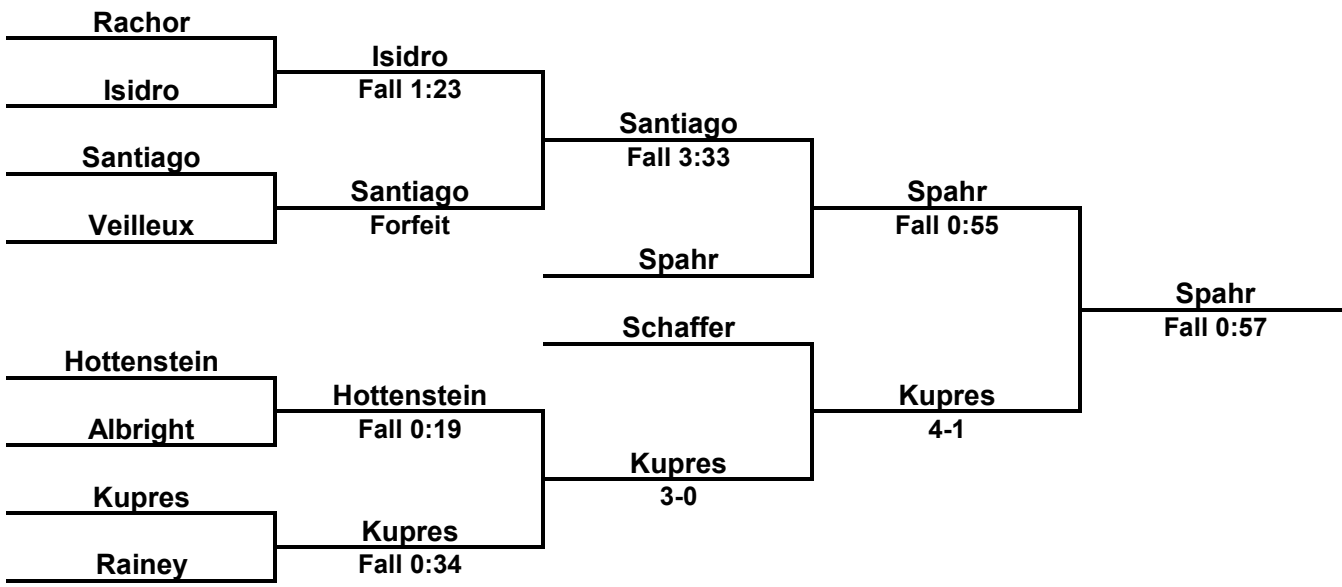 Rachor
Isidro
Isidro
Fall 1:23
Santiago
Fall 3:33
Santiago
Santiago
Forfeit
Veilleux
Spahr
Fall 0:55
Spahr
Spahr
Fall 0:57
Schaffer
Hottenstein
Hottenstein
Fall 0:19
Albright
Kupres
4-1
Kupres
3-0
Kupres
Kupres
Fall 0:34
Rainey